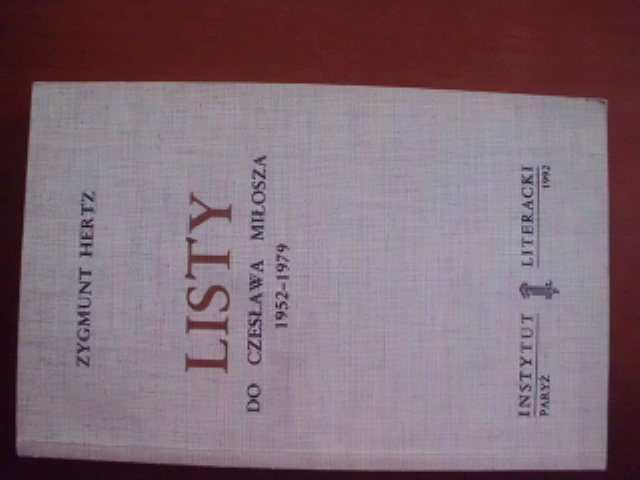 ZYGMUNT HERTZ
LISTY
DO CZESŁAWA MIŁOSZA
1952–1979
INSTYTUT LITERACKI
PARYŻ 1992